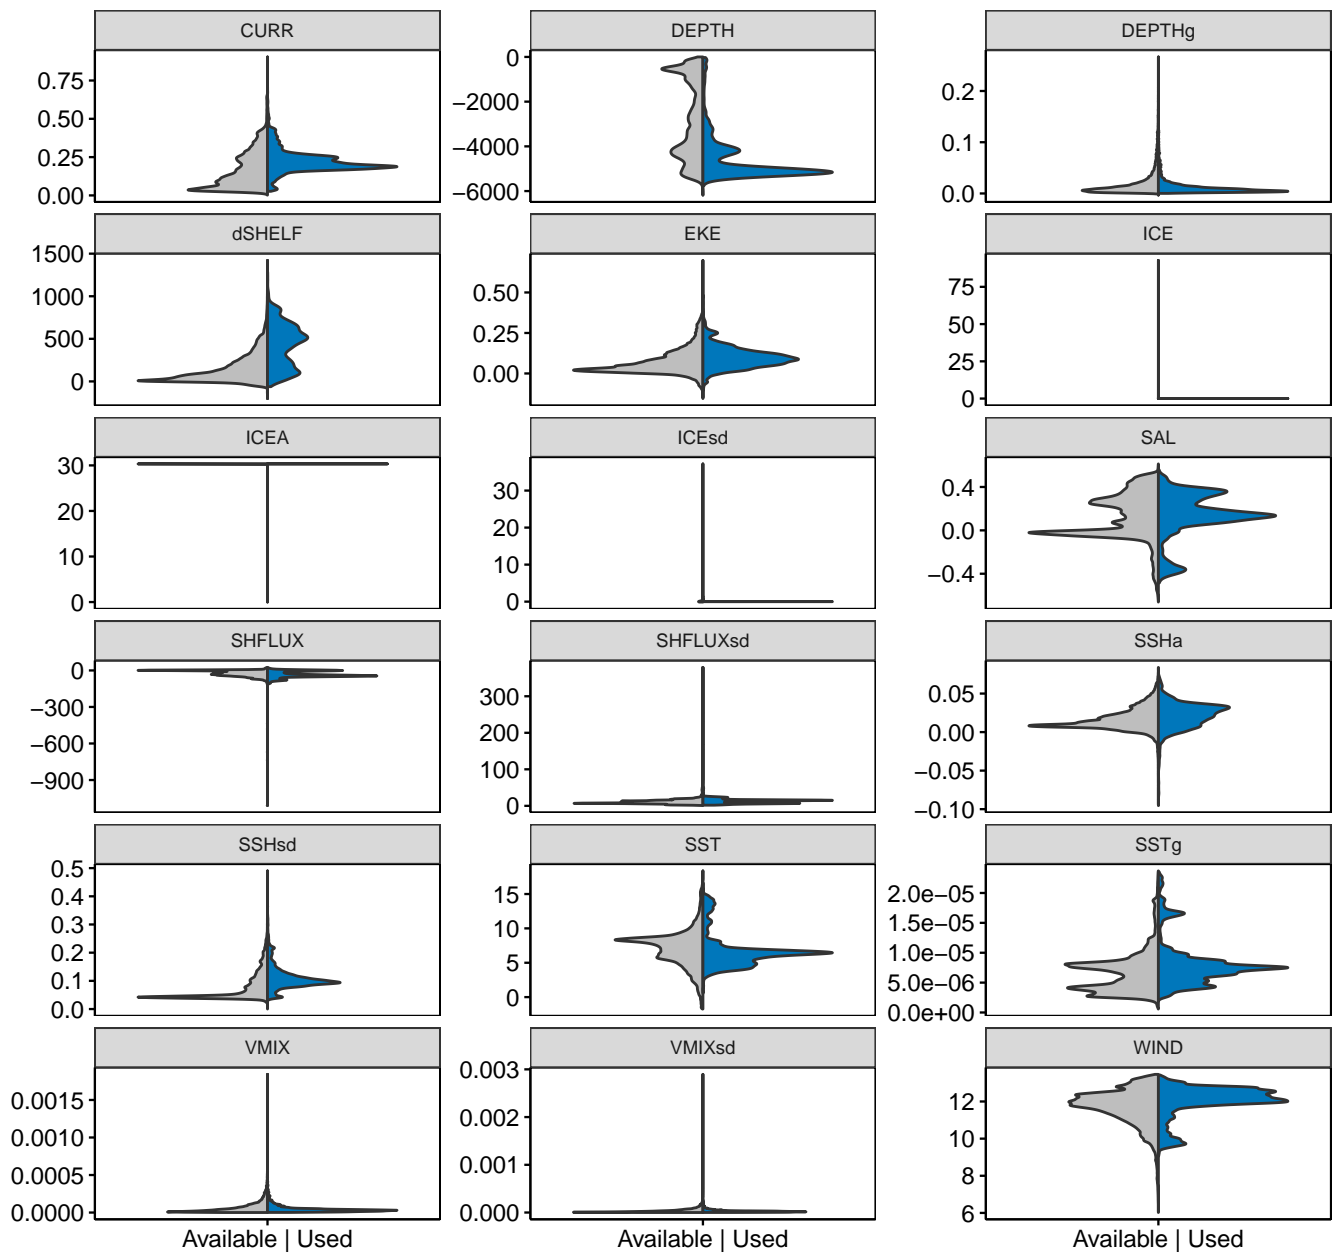 CURR
0.75
0.50
0.25
0.00
DEPTH
0
−2000
−4000
−6000
DEPTHg
0.2
0.1
0.0
dSHELF
1500
1000
500
0
EKE
0.50
0.25
0.00
ICE
75
50
25
0
ICEA
30
20
10
0
ICEsd
30
20
10
0
SAL
0.4
0.0
−0.4
SHFLUX
0
−300
−600
−900
SHFLUXsd
300
200
100
0
SSHa
0.05
0.00
−0.05
−0.10
SSHsd
0.5
0.4
0.3
0.2
0.1
0.0
SST
15
10
5
0
SSTg
2.0e−05
1.5e−05
1.0e−05
5.0e−06
0.0e+00
VMIX
0.0015
0.0010
0.0005
0.0000
Available | Used
VMIXsd
0.003
0.002
0.001
0.000
Available | Used
WIND
12
10
8
6
Available | Used